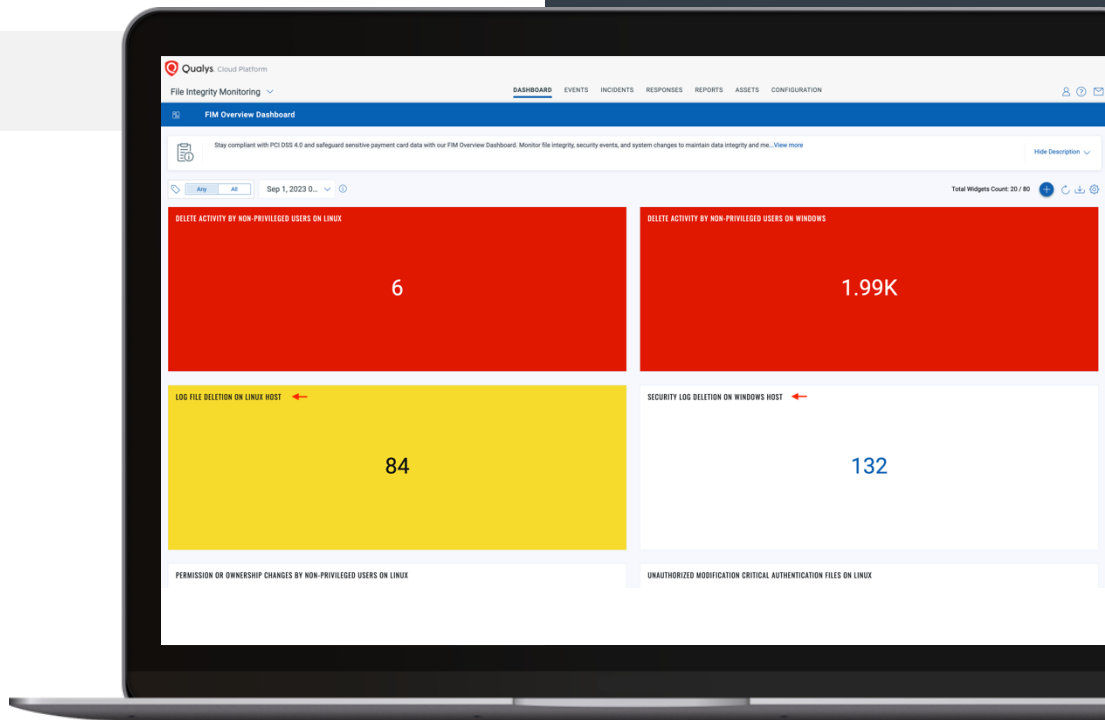 Qualys. Cloud Platform
File Integrity Monitoring
DASHBOARD EVENTS INCIDENTS RESPONSES REPORTS ASSETS CONFIGURATION
FIM Overview Dashboard
Stay compliant with PCI DSS 4.0 and safeguard sensitive payment card data with our FIM Overview Dashboard. Monitor file integrity, security events, and system changes to maintain data integrity and me...View more
Hide Description
Any All Sep 1, 2023 0... Total Widgets Count: 20 / 80
DELETE ACTIVITY BY NON-PRIVILEGED USERS ON LINUX
6
DELETE ACTIVITY BY NON-PRIVILEGED USERS ON WINDOWS
1.99K
LOG FILE DELETION ON LINUX HOST
84
SECURITY LOG DELETION ON WINDOWS HOST
132
PERMISSION OR OWNERSHIP CHANGES BY NON-PRIVILEGED USERS ON LINUX
UNAUTHORIZED MODIFICATION CRITICAL AUTHENTICATION FILES ON LINUX